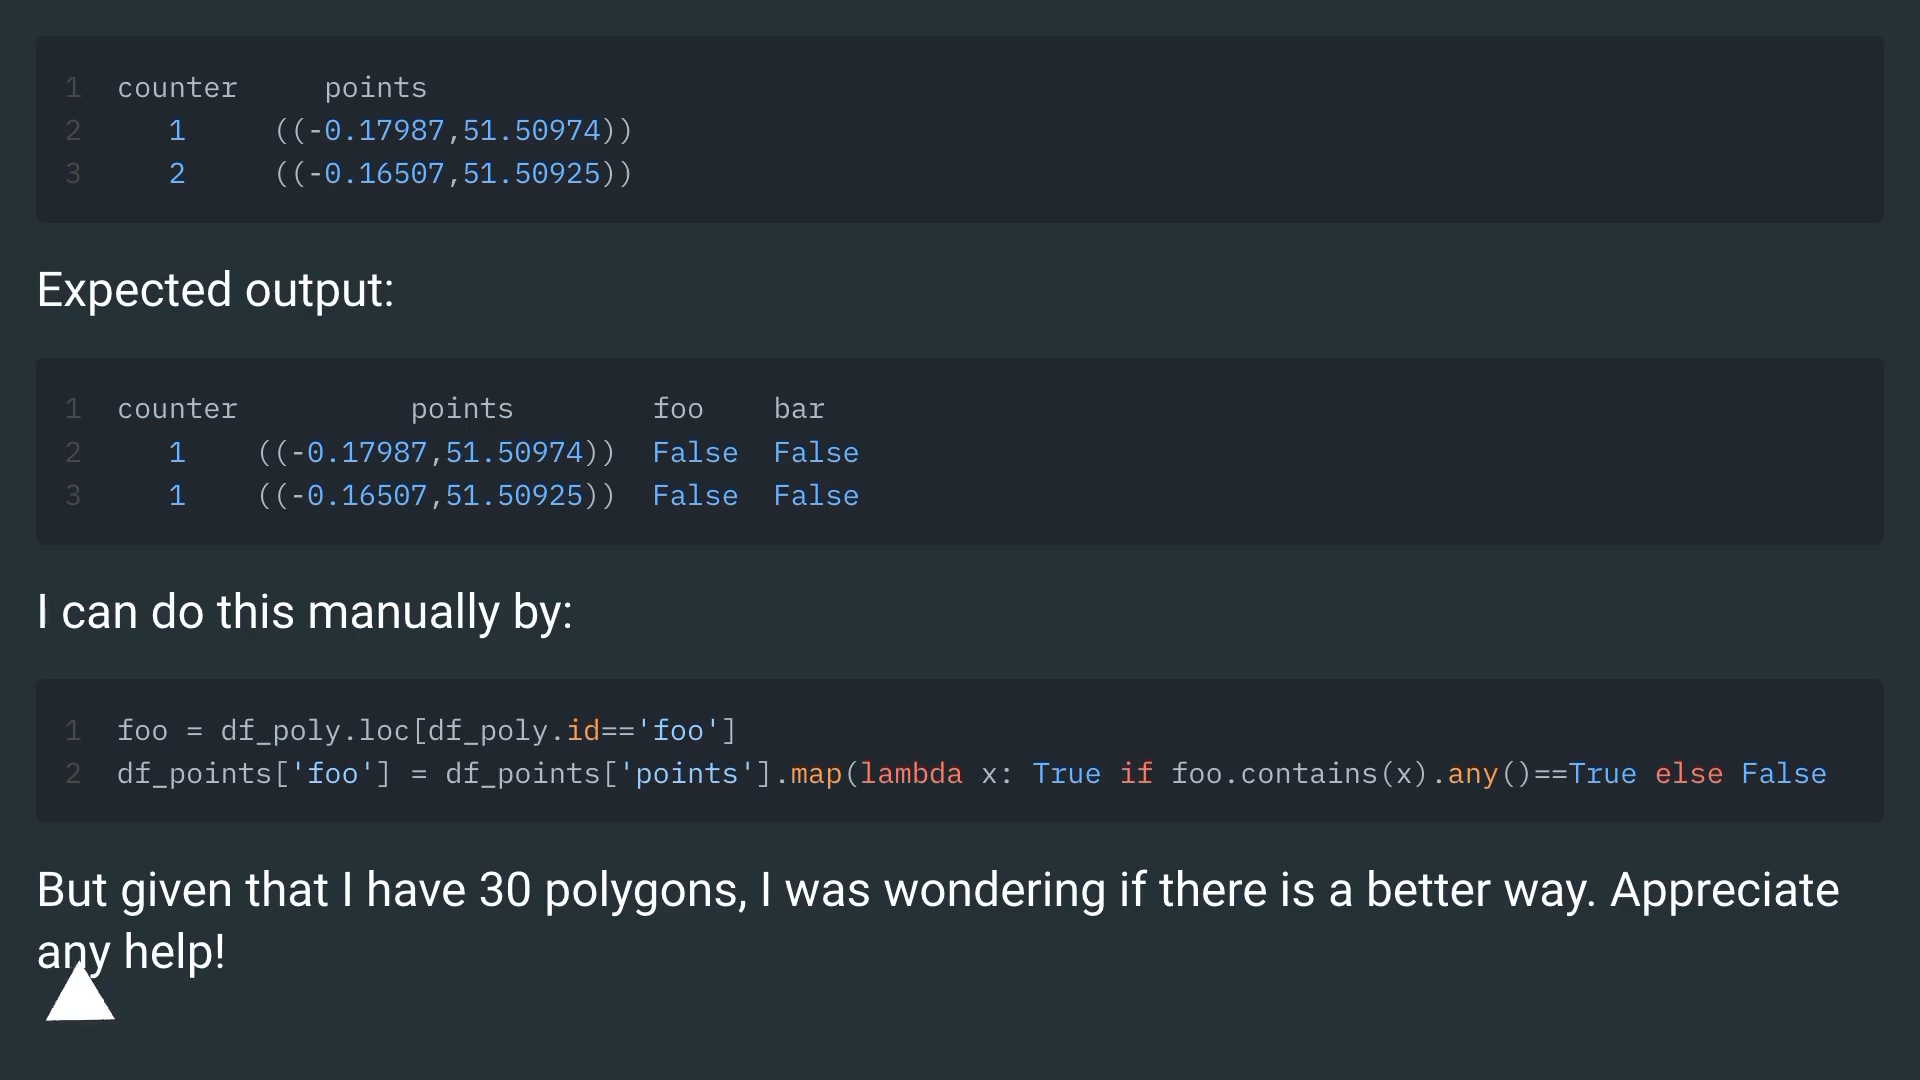 1 counter     points
2    1     ((-0.17987,51.50974))
3    2     ((-0.16507,51.50925))
Expected output:
1 counter          points        foo    bar
2    1    ((-0.17987,51.50974))  False  False
3    1    ((-0.16507,51.50925))  False  False
I can do this manually by:
1 foo = df_poly.loc[df_poly.id=='foo']
2 df_points['foo'] = df_points['points'].map(lambda x: True if foo.contains(x).any()==True else False
But given that I have 30 polygons, I was wondering if there is a better way. Appreciate
any help!